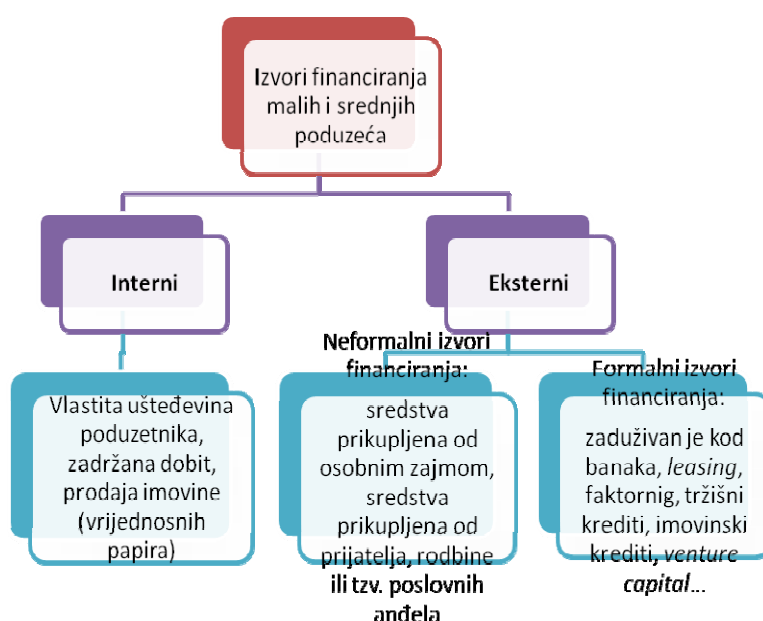 Izvori financiranja
malih i srednjih
poduzeća
Interni
Eksterni
Vlastita ušteđevina
poduzetnika,
zadržana dobit,
prodaja imovine
(vrijednosnih
papira)
Neformalni izvori
financiranja:
sredstva
prikupljena od
osobnim zajmom,
sredstva
prikupljena od
prijatelja, rodbine
ili tzv. poslovnih
anđela
Formalni izvori
financiranja:
zaduživan je kod
banaka, leasing,
faktornig, tržišni
krediti, imovinski
krediti, venture
capital...